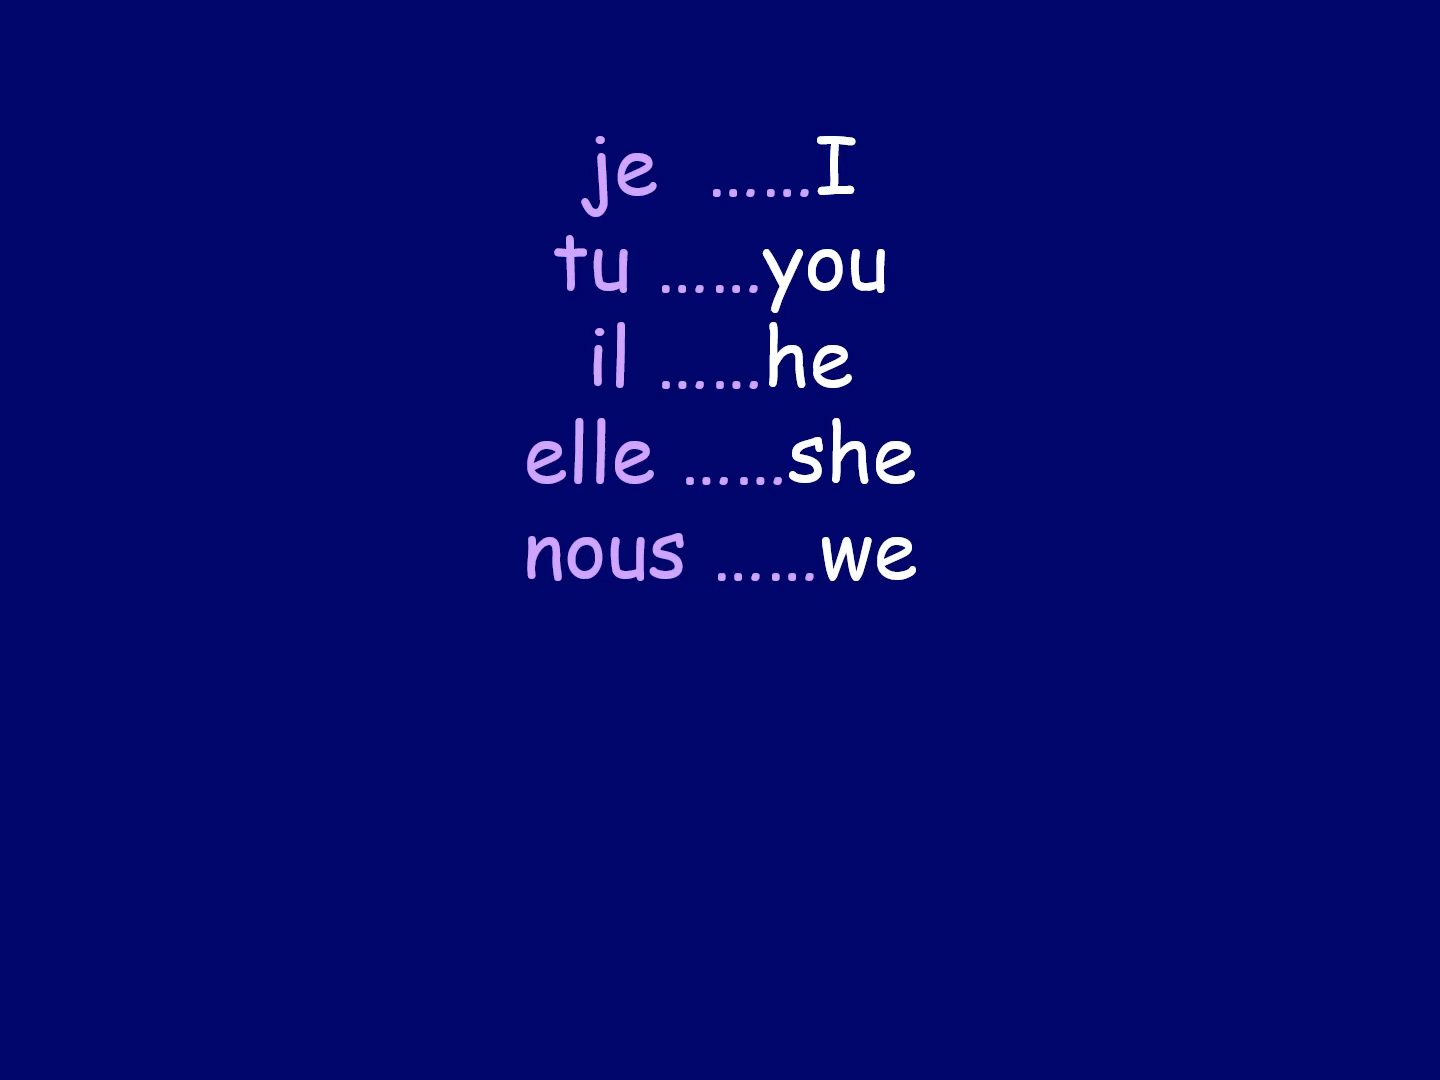 je ......I
tu ......you
il ......he
elle ......she
nous ......we